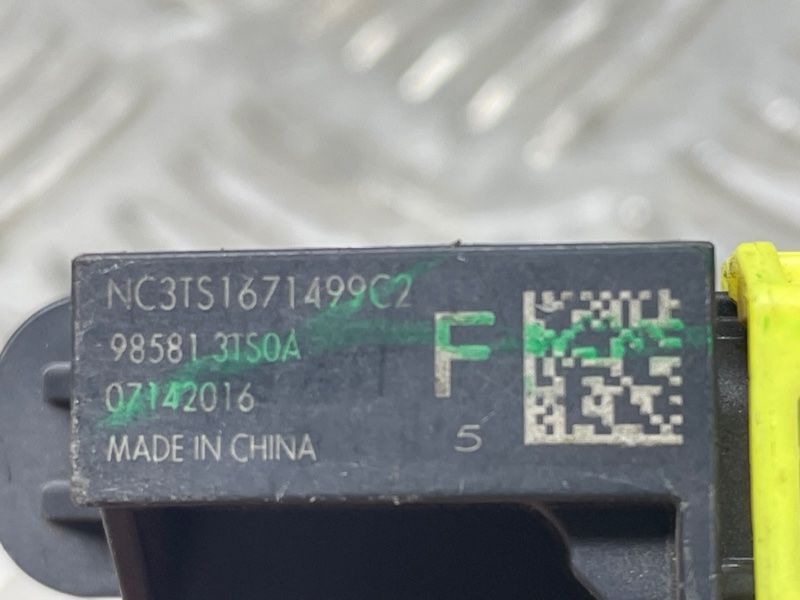 NC3TS1671499C2
98581 3TS0A
07142016
MADE IN CHINA
F
5